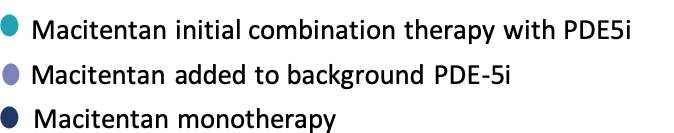 Macitentan initial combination therapy with PDE5i
Macitentan added to background PDE-5i
Macitentan monotherapy